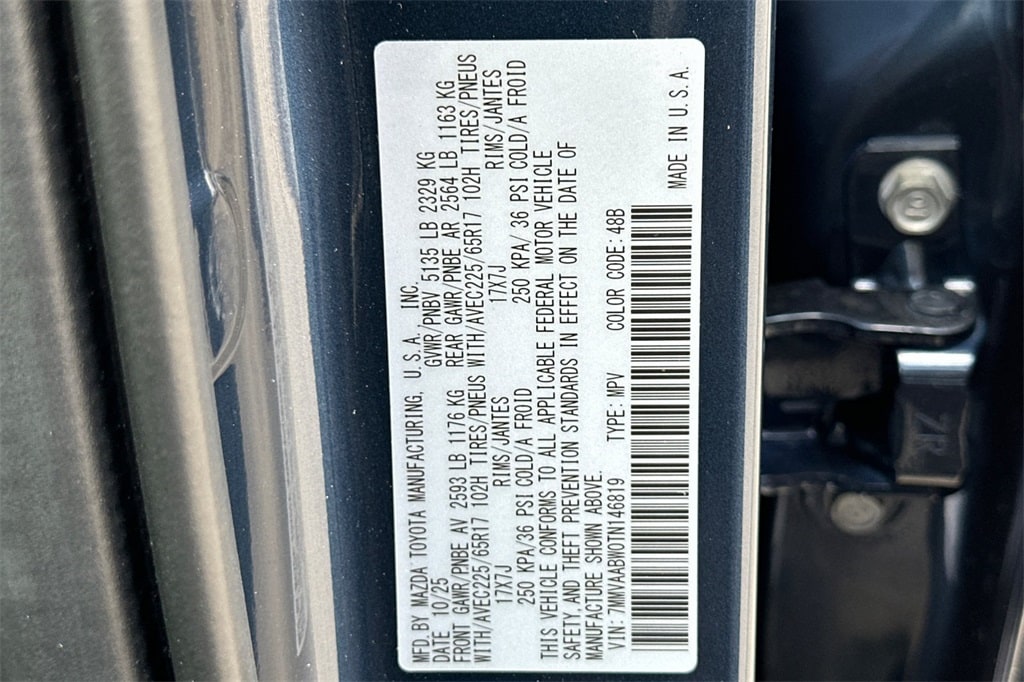 MFD.BY MAZDA TOYOTA MANUFACTURING, U.S.A., INC.
DATE 10/25 GVWR/PNBV 5135 LB 2329 KG
FRONT GAWR/PNBE AV 2593 LB 1176 KG REAR GAWR/PNBE AR 2564 LB 1163 KG
WITH/AVEC225/65R17 102H TIRES/PNEUS WITH/AVEC225/65R17 102H TIRES/PNEUS
17X7J RIMS/JANTES 17X7J RIMS/JANTES
250 KPA/36 PSI COLD/A FROID 250 KPA/ 36 PSI COLD/A FROID
THIS VEHICLE CONFORMS TO ALL APPLICABLE FEDERAL MOTOR VEHICLE
SAFETY, AND THEFT PREVENTION STANDARDS IN EFFECT ON THE DATE OF
MANUFACTURE SHOWN ABOVE.
VIN: 7MMVAABW0TN146819 TYPE: MPV COLOR CODE: 48B
MADE IN U.S.A.